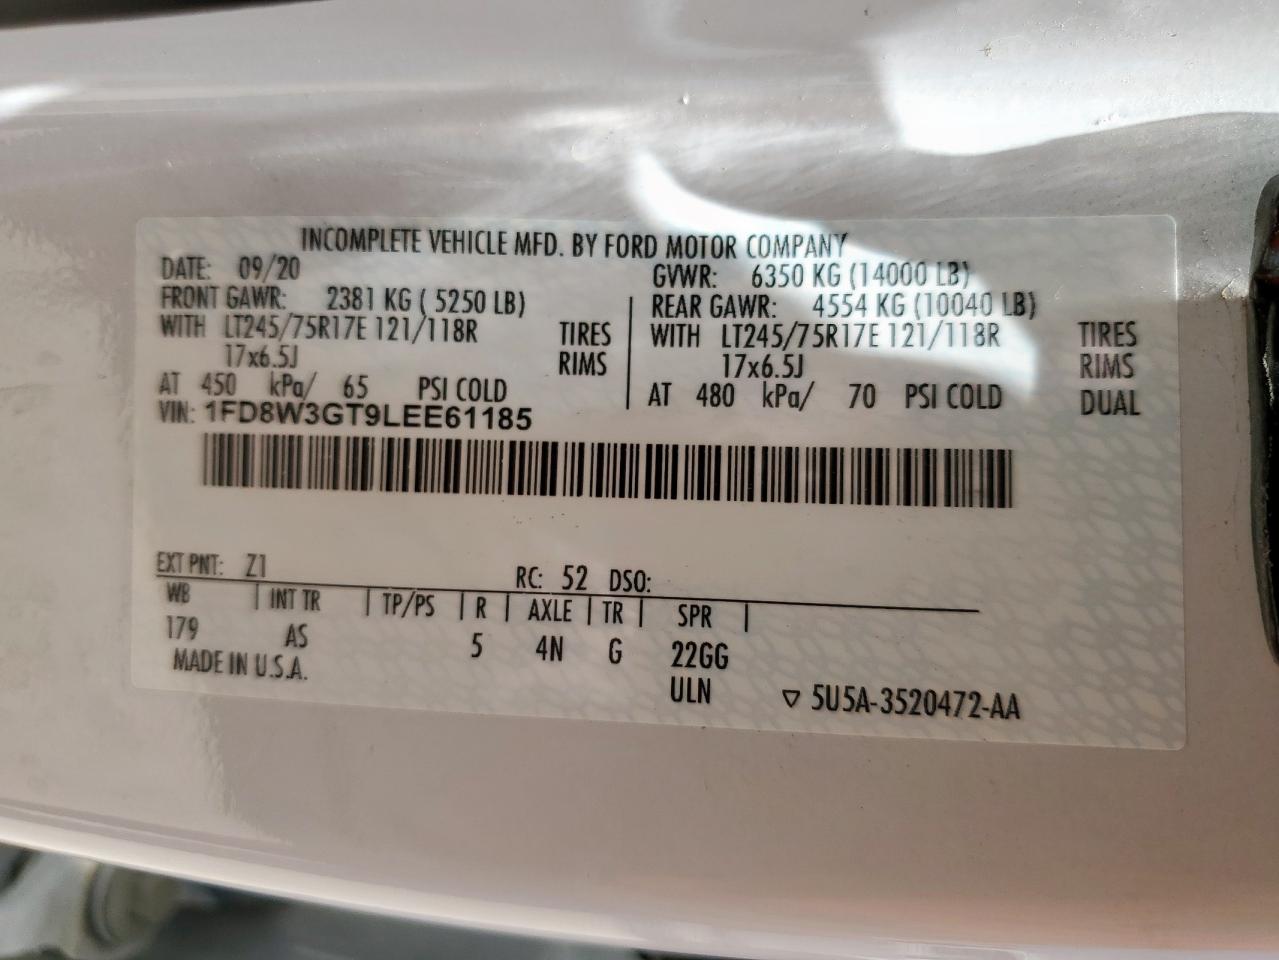 INCOMPLETE VEHICLE MFD. BY FORD MOTOR COMPANY
DATE: 09/20 GVWR: 6350 KG (14000 LB)
FRONT GAWR: 2381 KG ( 5250 LB) REAR GAWR: 4554 KG (10040 LB)
WITH LT245/75R17E 121/118R TIRES WITH LT245/75R17E 121/118R TIRES
17x6.5J RIMS 17x6.5J RIMS
AT 450 kPa/ 65 PSI COLD AT 480 kPa/ 70 PSI COLD DUAL
VIN: 1FD8W3GT9LEE61185
EXT PNT: Z1 RC: 52 DSO:
WB | INT TR | TP/PS | R | AXLE | TR | SPR |
179 AS 5 4N G 22GG
MADE IN U.S.A. ULN ▽ 5U5A-3520472-AA